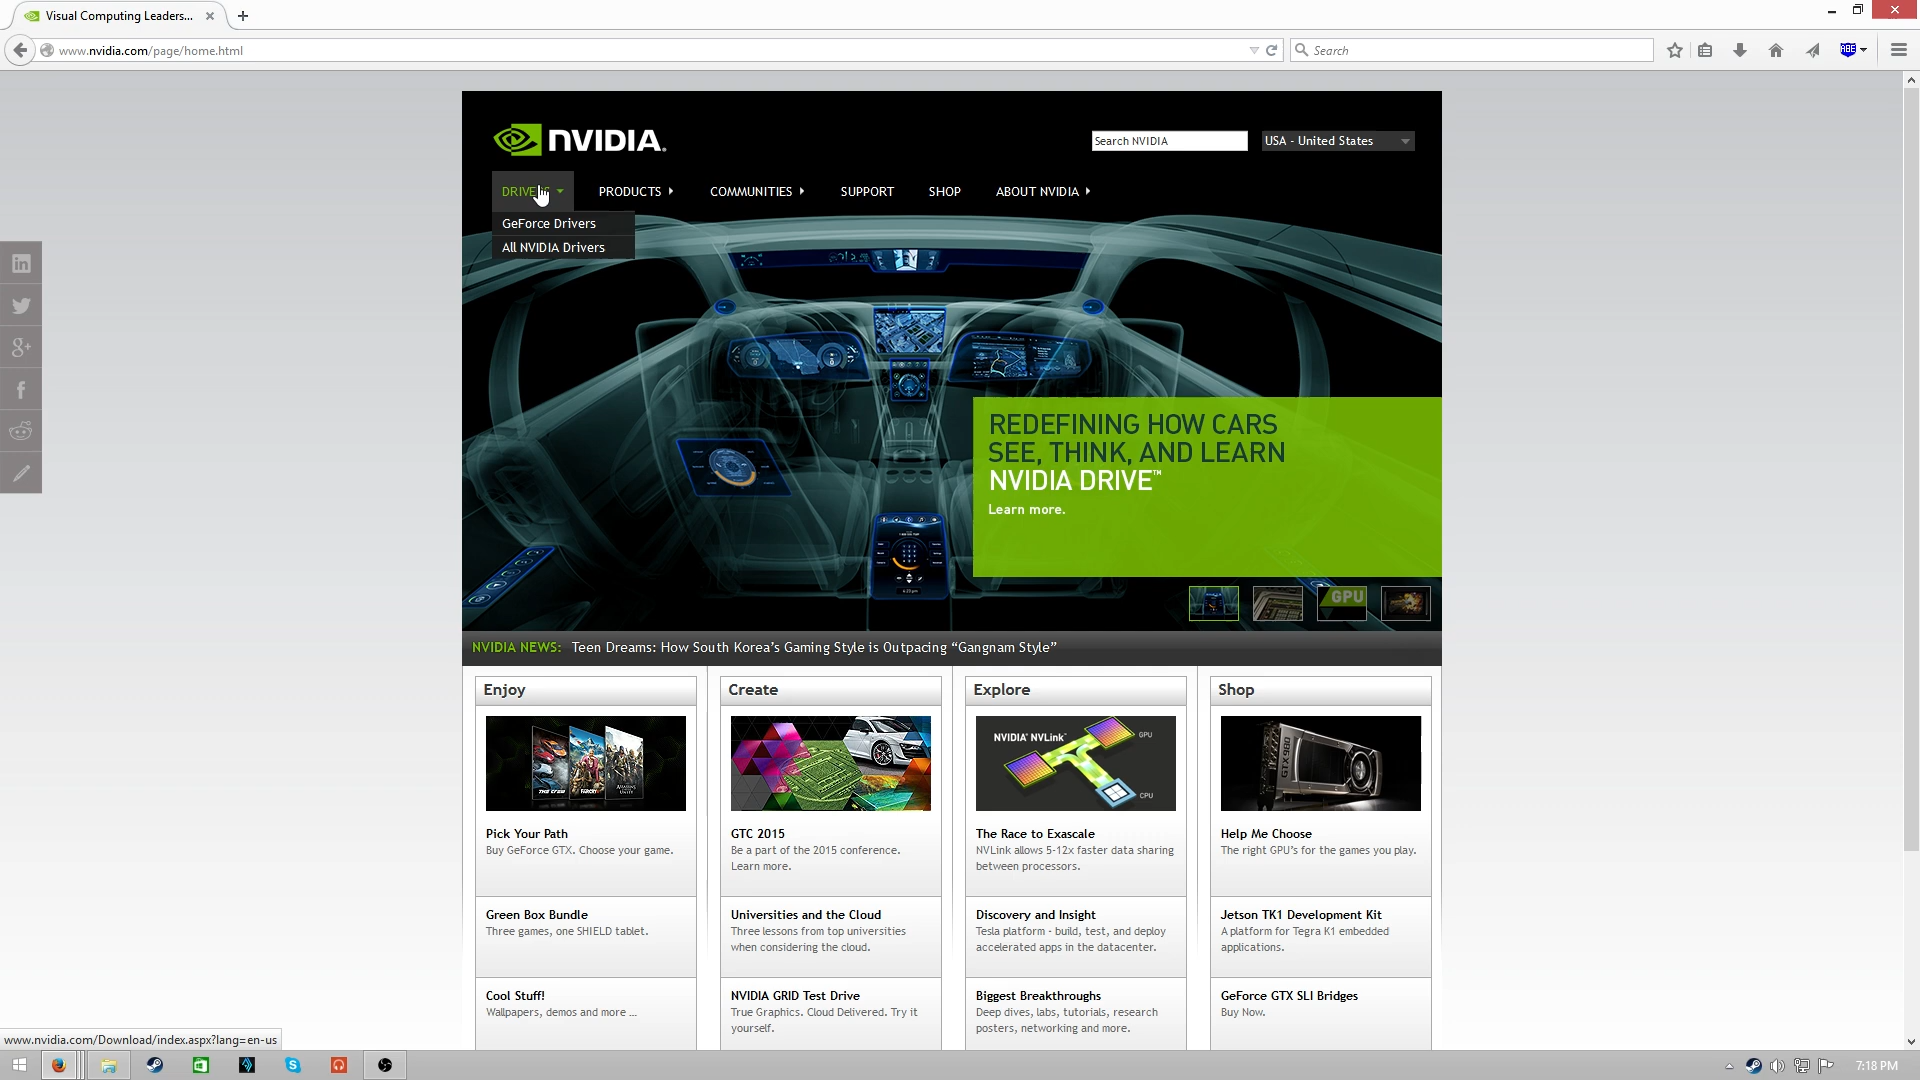 Visual Computing Leaders...
www.nvidia.com/page/home.html
Search
ABE
NVIDIA.
Search NVIDIA
USA - United States
DRIVERS
PRODUCTS
COMMUNITIES
SUPPORT
SHOP
ABOUT NVIDIA
GeForce Drivers
All NVIDIA Drivers
REDEFINING HOW CARS
SEE, THINK, AND LEARN
NVIDIA DRIVE™
Learn more.
GPU
NVIDIA NEWS: Teen Dreams: How South Korea’s Gaming Style is Outpacing “Gangnam Style”
Enjoy
Pick Your Path
Buy GeForce GTX. Choose your game.
Green Box Bundle
Three games, one SHIELD tablet.
Cool Stuff!
Wallpapers, demos and more ...
Create
GTC 2015
Be a part of the 2015 conference.
Learn more.
Universities and the Cloud
Three lessons from top universities
when considering the cloud.
NVIDIA GRID Test Drive
True Graphics. Cloud Delivered. Try it
yourself.
Explore
NVIDIA® NVLink™
GPU
CPU
The Race to Exascale
NVLink allows 5-12x faster data sharing
between processors.
Discovery and Insight
Tesla platform - build, test, and deploy
accelerated apps in the datacenter.
Biggest Breakthroughs
Deep dives, labs, tutorials, research
posters, networking and more.
Shop
GTX 980
Help Me Choose
The right GPU’s for the games you play.
Jetson TK1 Development Kit
A platform for Tegra K1 embedded
applications.
GeForce GTX SLI Bridges
Buy Now.
www.nvidia.com/Download/index.aspx?lang=en-us
7:18 PM